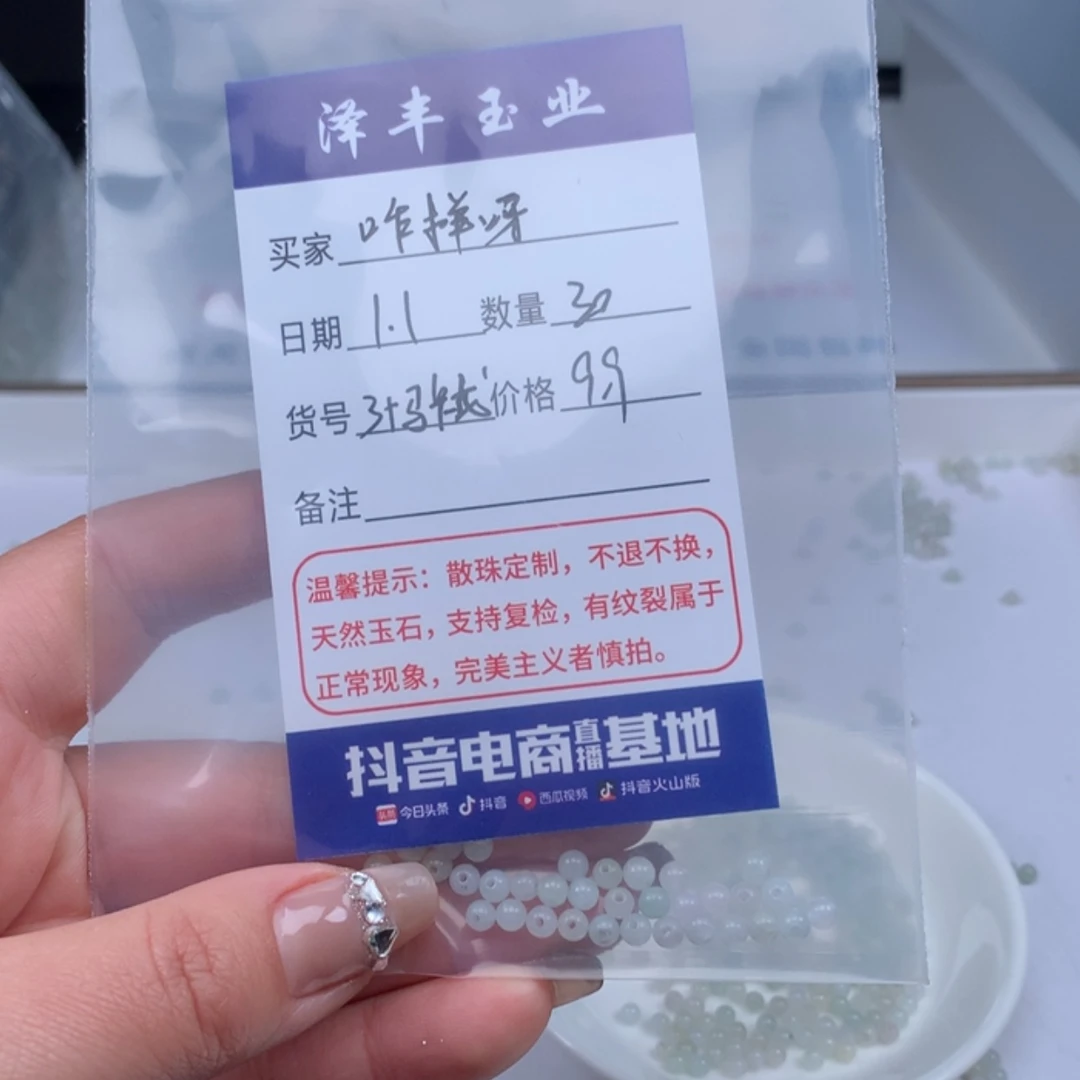 泽丰玉业
买家 咋样呀
日期 1.1 数量 30
货号 价格 9.9
备注
温馨提示：散珠定制，不退不换，
天然玉石，支持复检，有纹裂属于
正常现象，完美主义者慎拍。
抖音电商直播基地
头条 今日头条 抖音 西瓜视频 抖音火山版